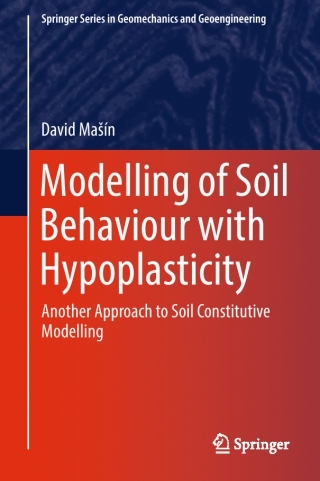 Springer Series in Geomechanics and Geoengineering
David Mašín
Modelling of Soil
Behaviour with
Hypoplasticity
Another Approach to Soil Constitutive
Modelling
Springer